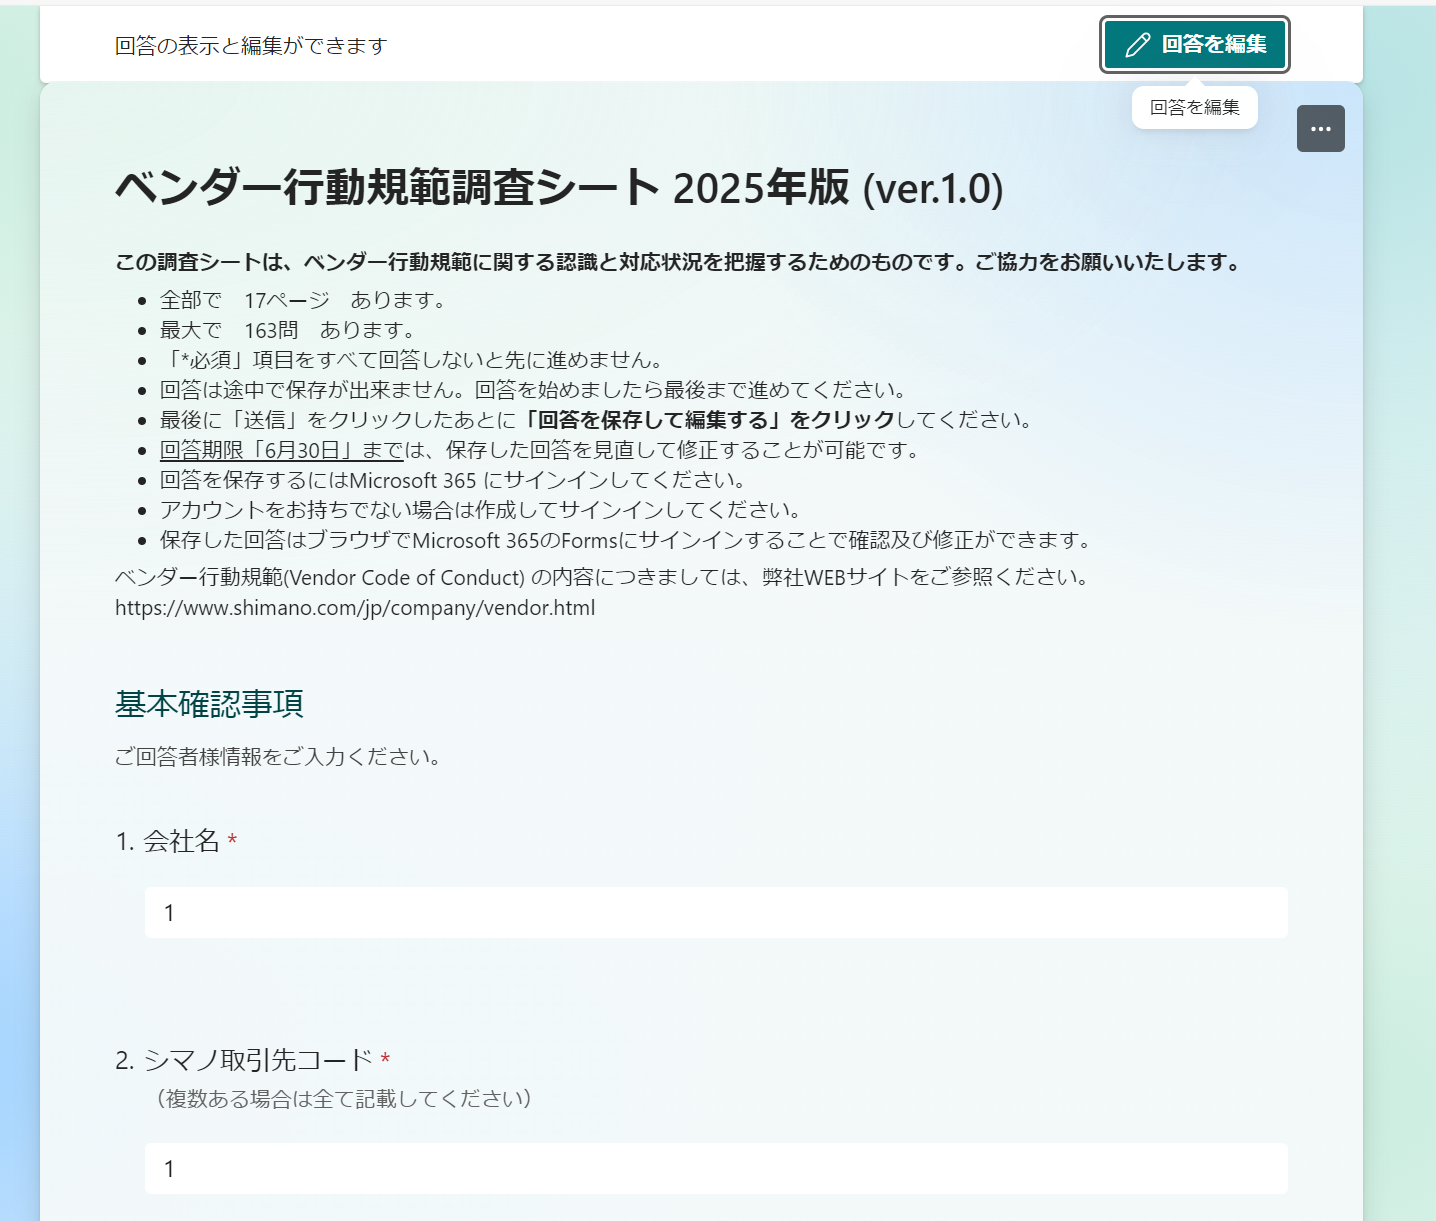 回答の表示と編集ができます
回答を編集
回答を編集
ベンダー行動規範調査シート 2025年版 (ver.1.0)
この調査シートは、ベンダー行動規範に関する認識と対応状況を把握するためのものです。ご協力をお願いいたします。
• 全部で　17ページ　あります。
• 最大で　163問　あります。
• 「*必須」項目をすべて回答しないと先に進めません。
• 回答は途中で保存が出来ません。回答を始めましたら最後まで進めてください。
• 最後に「送信」をクリックしたあとに「回答を保存して編集する」をクリックしてください。
• 回答期限「6月30日」までは、保存した回答を見直して修正することが可能です。
• 回答を保存するにはMicrosoft 365 にサインインしてください。
• アカウントをお持ちでない場合は作成してサインインしてください。
• 保存した回答はブラウザでMicrosoft 365のFormsにサインインすることで確認及び修正ができます。
ベンダー行動規範(Vendor Code of Conduct) の内容につきましては、弊社WEBサイトをご参照ください。
https://www.shimano.com/jp/company/vendor.html
基本確認事項
ご回答者様情報をご入力ください。
1. 会社名 *
1
2. シマノ取引先コード *
（複数ある場合は全て記載してください）
1